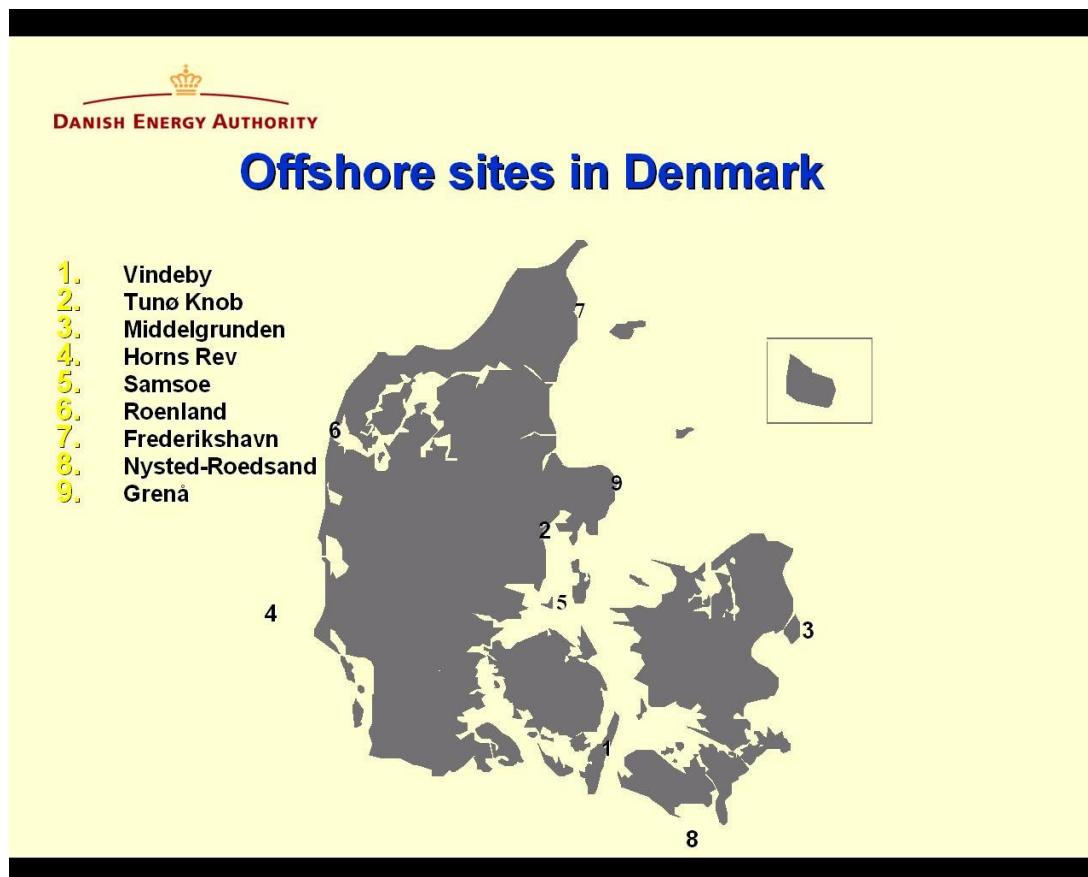 DANISH ENERGY AUTHORITY
Offshore sites in Denmark
1. Vindeby
2. Tunø Knob
3. Middelgrunden
4. Horns Rev
5. Samsoe
6. Roenland
7. Frederikshavn
8. Nysted-Roedsand
9. Grenå
7
6
9
2
5
4
3
1
8